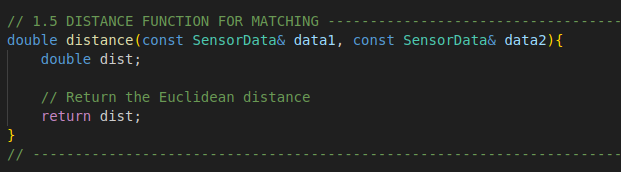 // 1.5 DISTANCE FUNCTION FOR MATCHING -----------------------------------
double distance(const SensorData& data1, const SensorData& data2){
    double dist;

    // Return the Euclidean distance
    return dist;
}
// -----------------------------------------------------------------------